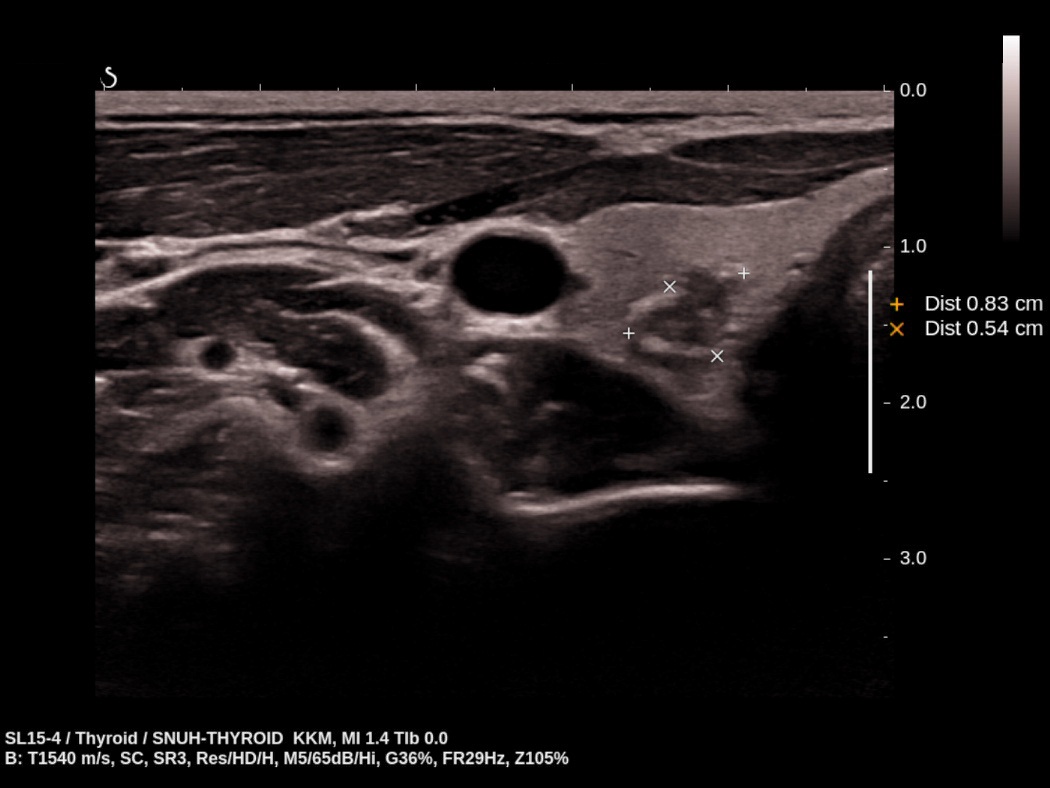 S
0.0
1.0
+ Dist 0.83 cm
× Dist 0.54 cm
2.0
3.0
SL15-4 / Thyroid / SNUH-THYROID KKM, MI 1.4 TIb 0.0
B: T1540 m/s, SC, SR3, Res/HD/H, M5/65dB/Hi, G36%, FR29Hz, Z105%